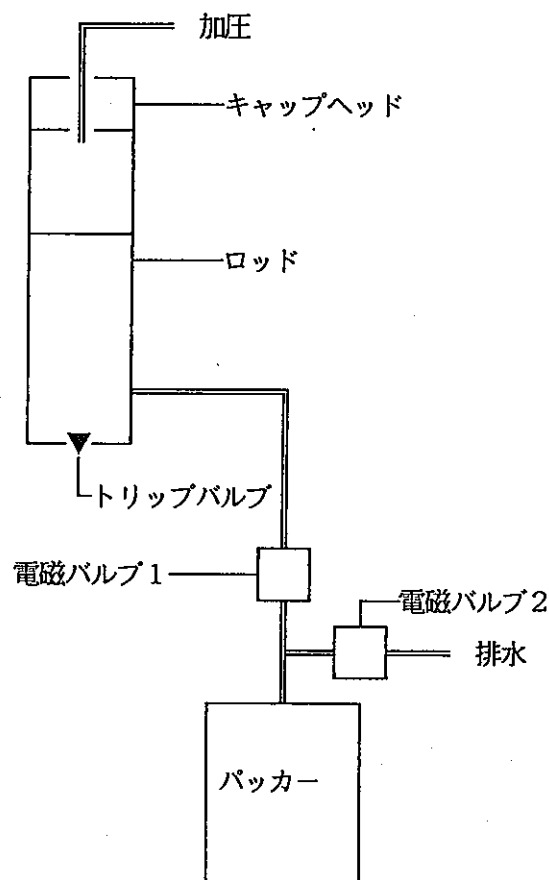 加圧
キャップヘッド
ロッド
トリップバルブ
電磁バルブ1
電磁バルブ2
排水
パッカー